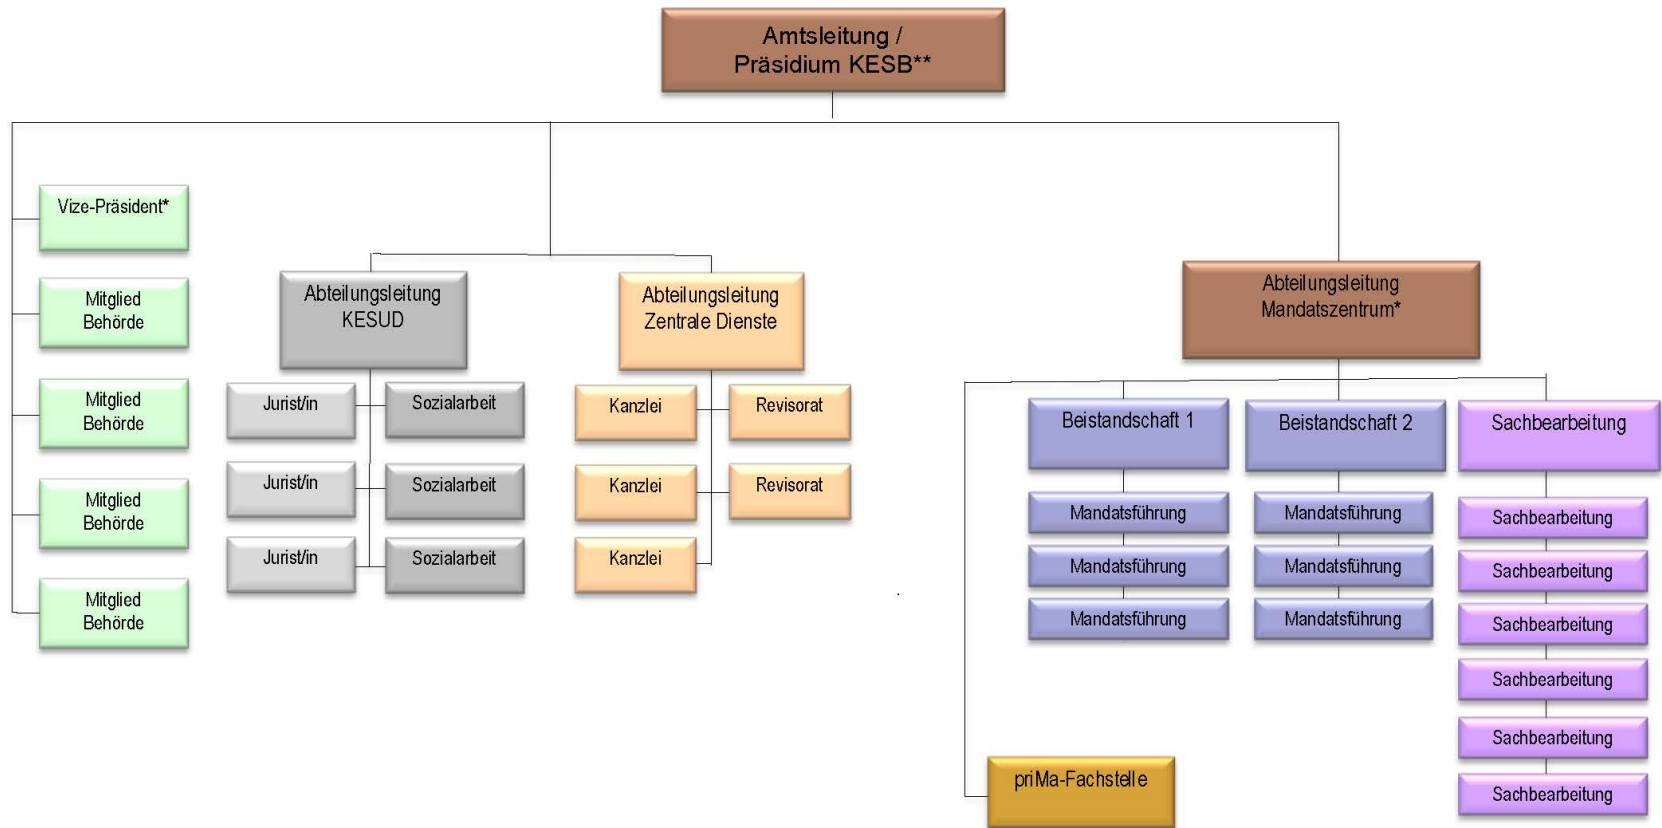 Amtsleitung /
Präsidium KESB**
Vize-Präsident*
Mitglied
Behörde
Mitglied
Behörde
Mitglied
Behörde
Mitglied
Behörde
Abteilungsleitung
KESUD
Jurist/in
Sozialarbeit
Jurist/in
Sozialarbeit
Jurist/in
Sozialarbeit
Abteilungsleitung
Zentrale Dienste
Kanzlei
Revisorat
Kanzlei
Revisorat
Kanzlei
Abteilungsleitung
Mandatszentrum*
Beistandschaft 1
Mandatsführung
Mandatsführung
Mandatsführung
Beistandschaft 2
Mandatsführung
Mandatsführung
Mandatsführung
Sachbearbeitung
Sachbearbeitung
Sachbearbeitung
Sachbearbeitung
Sachbearbeitung
Sachbearbeitung
Sachbearbeitung
priMa-Fachstelle